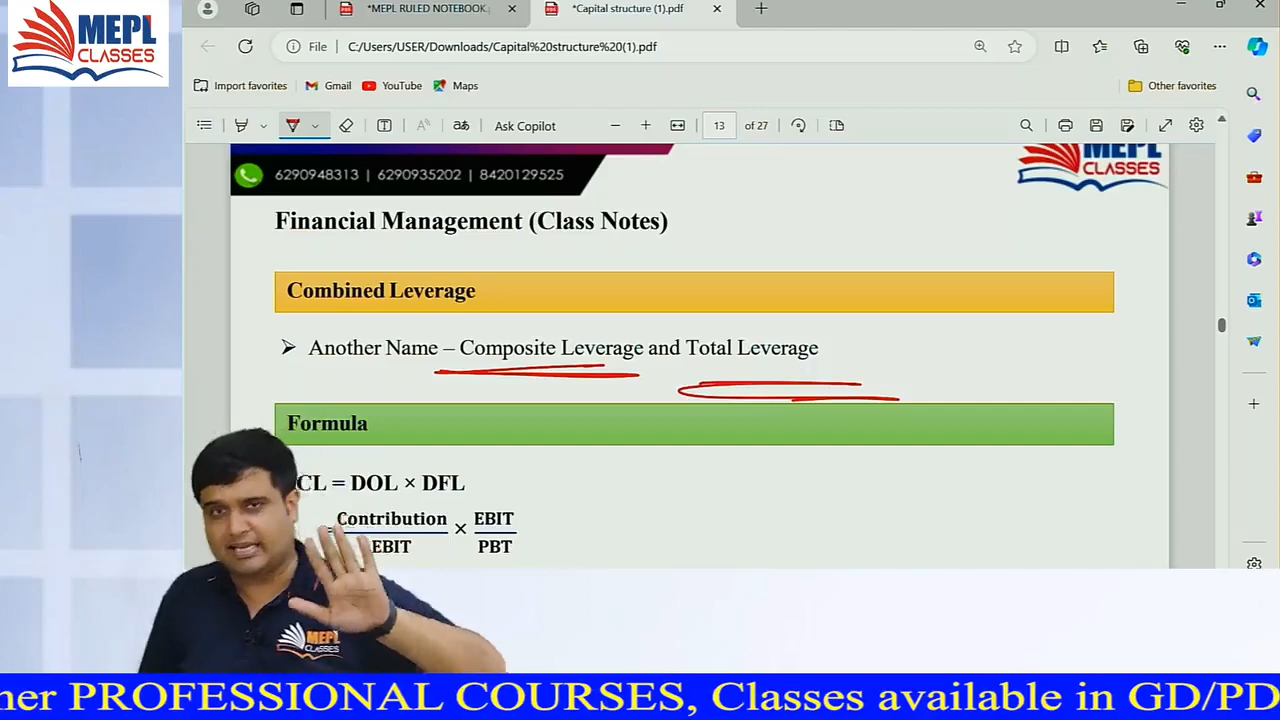 MEPL
CLASSES
*MEPL RULED NOTEBOOK.
*Capital structure (1).pdf
File
C:/Users/USER/Downloads/Capital%20structure%20(1).pdf
Import favorites
Gmail
YouTube
Maps
Other favorites
Ask Copilot
13
of 27
6290948313 | 6290935202 | 8420129525
MEPL
CLASSES
Financial Management (Class Notes)
Combined Leverage
➢ Another Name – Composite Leverage and Total Leverage
Formula
CL = DOL × DFL
= Contribution × EBIT
EBIT PBT
MEPL
CLASSES
PROFESSIONAL COURSES, Classes available in GD/PD